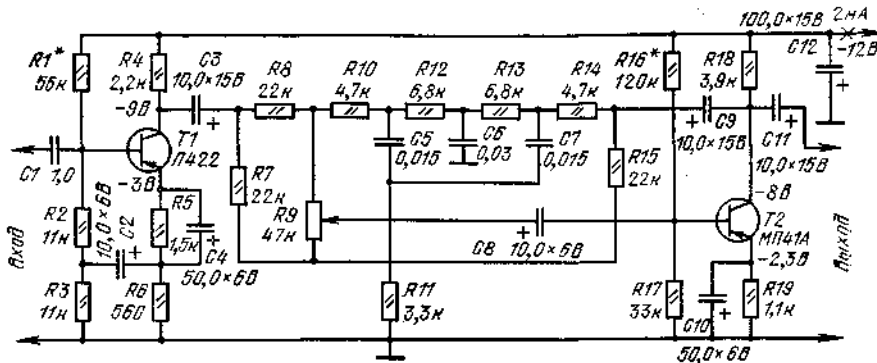 100,0×15В 2мА
R1*
56к
R4
2,2к
C3
10,0×15В
R8
22к
R10
4,7к
R12
6,8к
R13
6,8к
R14
4,7к
R16*
120к
R18
3,9к
C12
-12В
-9В
T1
П422
C5
0,015
C6
0,03
C7
0,015
C9
10,0×15В
C11
10,0×15В
C1 1,0
-3В
R7
22к
R15
22к
-8В
T2
МП41А
R2
11к
10,0×6В
C2
R5
1,5к
C4
50,0×6В
R9
47к
C8
10,0×6В
-2,3В
Вход
Выход
R3
11к
R6
560
R11
3,3к
R17
33к
C10
50,0×6В
R19
1,1к